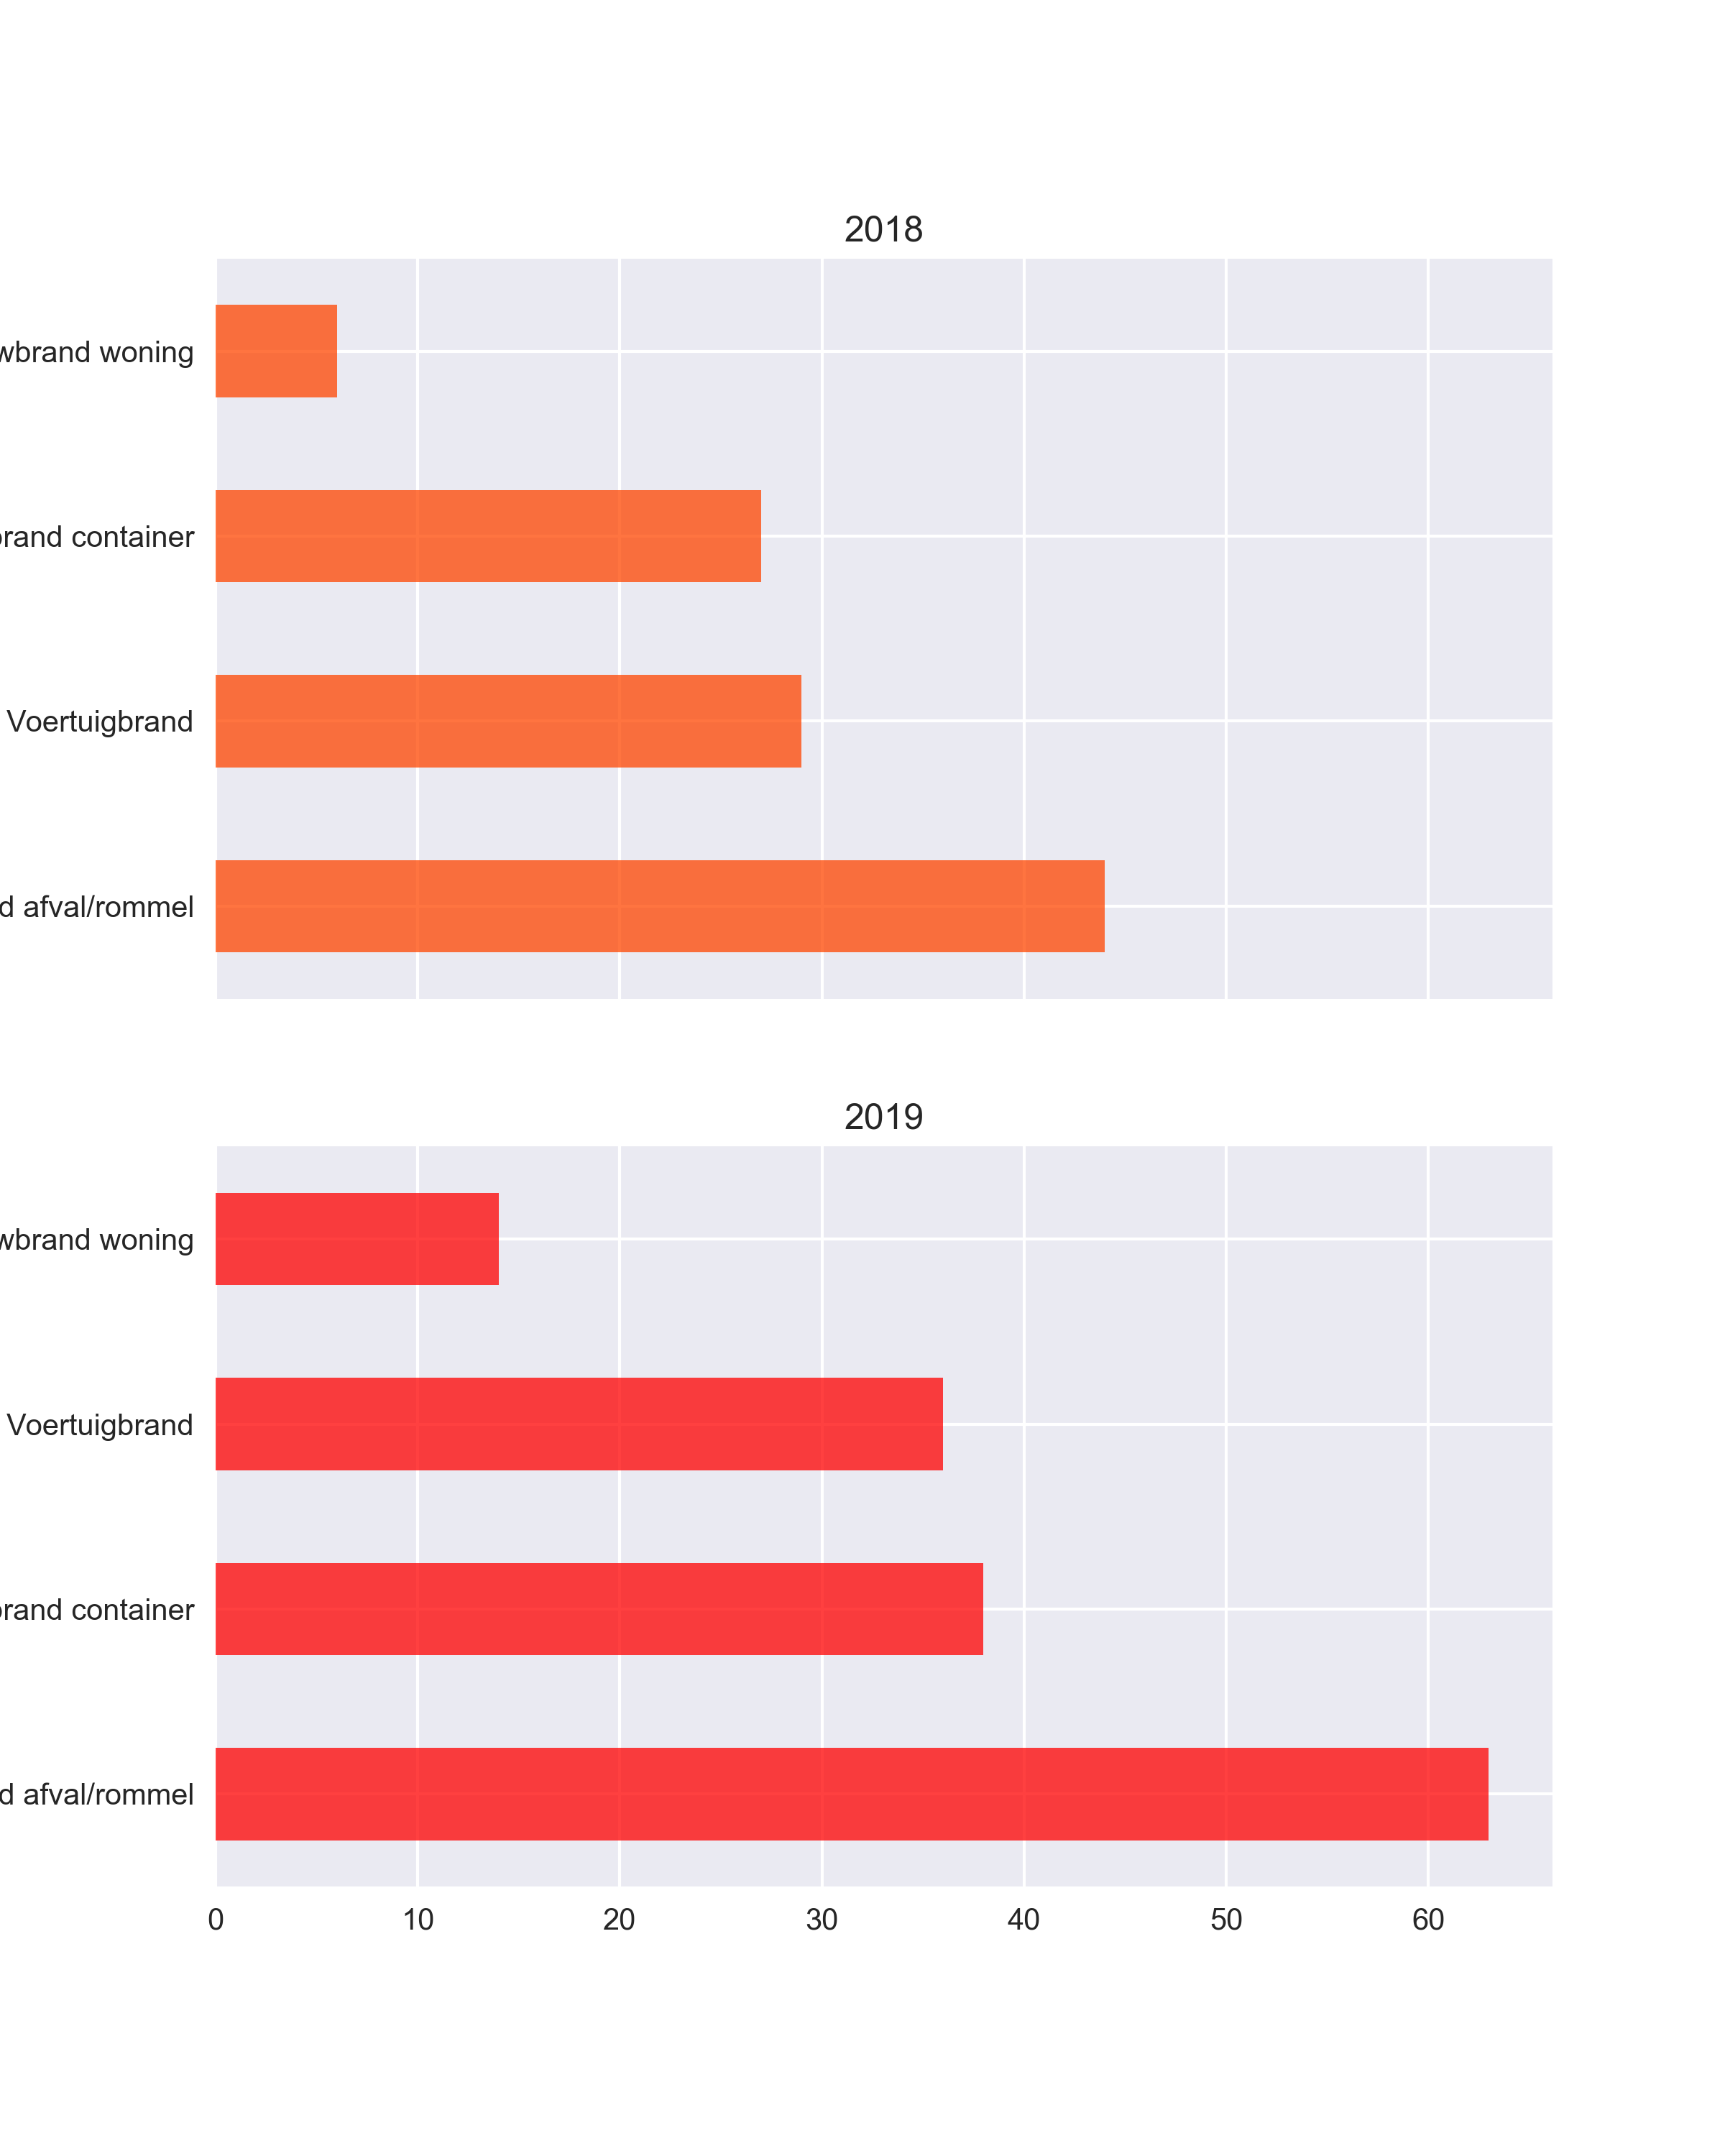 2018
wbrand woning
brand container
Voertuigbrand
d afval/rommel
2019
wbrand woning
Voertuigbrand
brand container
d afval/rommel
0 10 20 30 40 50 60